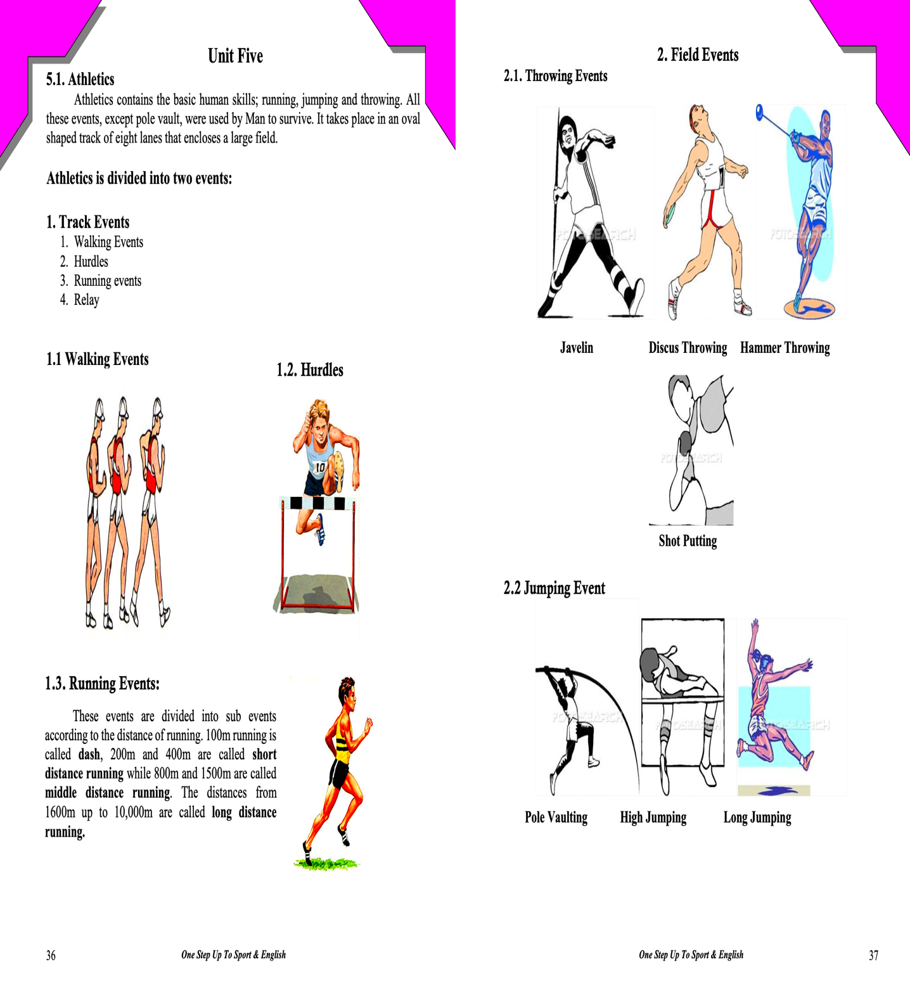 Unit Five
5.1. Athletics
Athletics contains the basic human skills; running, jumping and throwing. All
these events, except pole vault, were used by Man to survive. It takes place in an oval
shaped track of eight lanes that encloses a large field.
Athletics is divided into two events:
1. Track Events
1. Walking Events
2. Hurdles
3. Running events
4. Relay
1.1 Walking Events
1.2. Hurdles
10
1.3. Running Events:
These events are divided into sub events
according to the distance of running. 100m running is
called dash, 200m and 400m are called short
distance running while 800m and 1500m are called
middle distance running. The distances from
1600m up to 10,000m are called long distance
running.
36
One Step Up To Sport & English
2. Field Events
2.1. Throwing Events
FOTOSEARCH
FOTOSEARCH
Javelin
Discus Throwing
Hammer Throwing
FOTOSEARCH
Shot Putting
2.2 Jumping Event
FOTOSEARCH
FOTOSEARCH
FOTOSEARCH
Pole Vaulting
High Jumping
Long Jumping
One Step Up To Sport & English
37